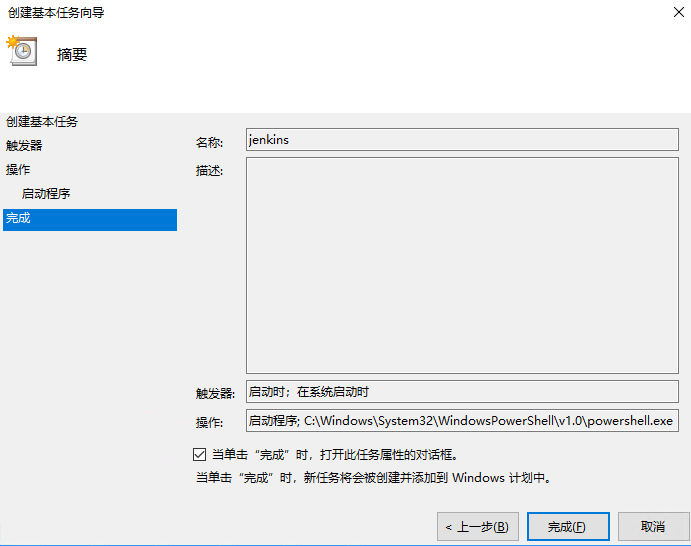 创建基本任务向导
摘要
创建基本任务
触发器
操作
启动程序
完成
名称: jenkins
描述:
触发器: 启动时；在系统启动时
操作: 启动程序; C:\Windows\System32\WindowsPowerShell\v1.0\powershell.exe
当单击“完成”时，打开此任务属性的对话框。
当单击“完成”时，新任务将会被创建并添加到 Windows 计划中。
< 上一步(B) 完成(F) 取消